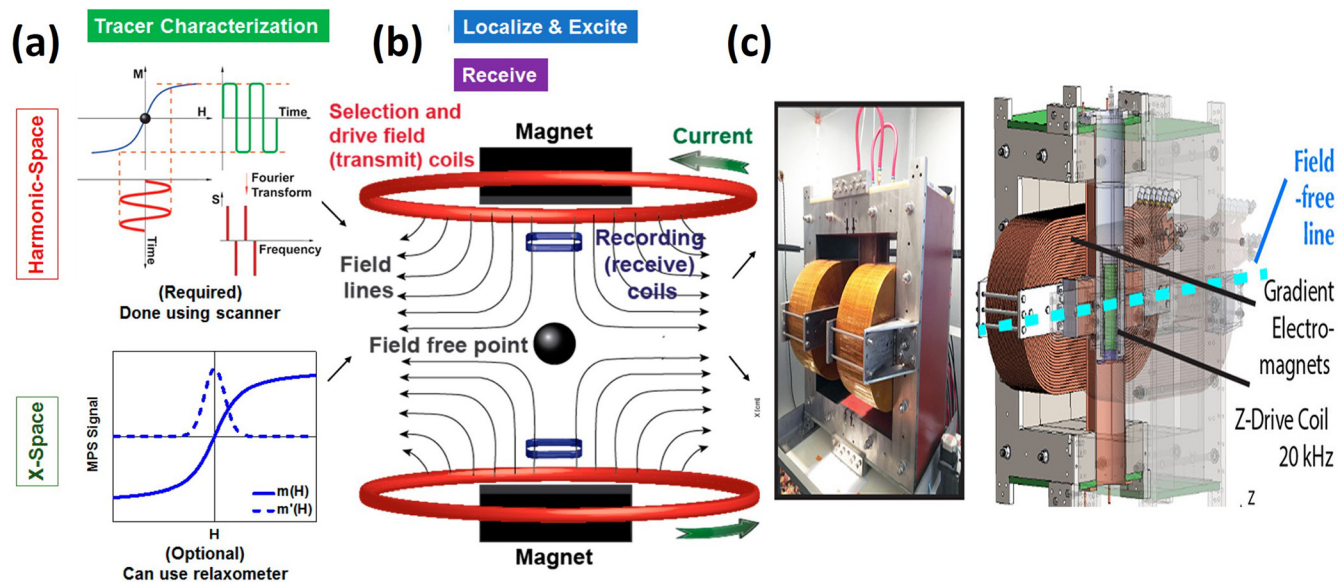 (a)
Tracer Characterization
Harmonic-Space
M
H
Time
Time
Fourier
Transform
S
Frequency
(Required)
Done using scanner
X-Space
MPS Signal
m(H)
m'(H)
H
(Optional)
Can use relaxometer
(b)
Localize & Excite
Receive
Selection and
drive field
(transmit) coils
Magnet
Current
Recording
(receive)
coils
Field
lines
Field free point
Magnet
X [cm]
(c)
Field
-free
line
Gradient
Electro-
magnets
Z-Drive Coil
20 kHz
Z